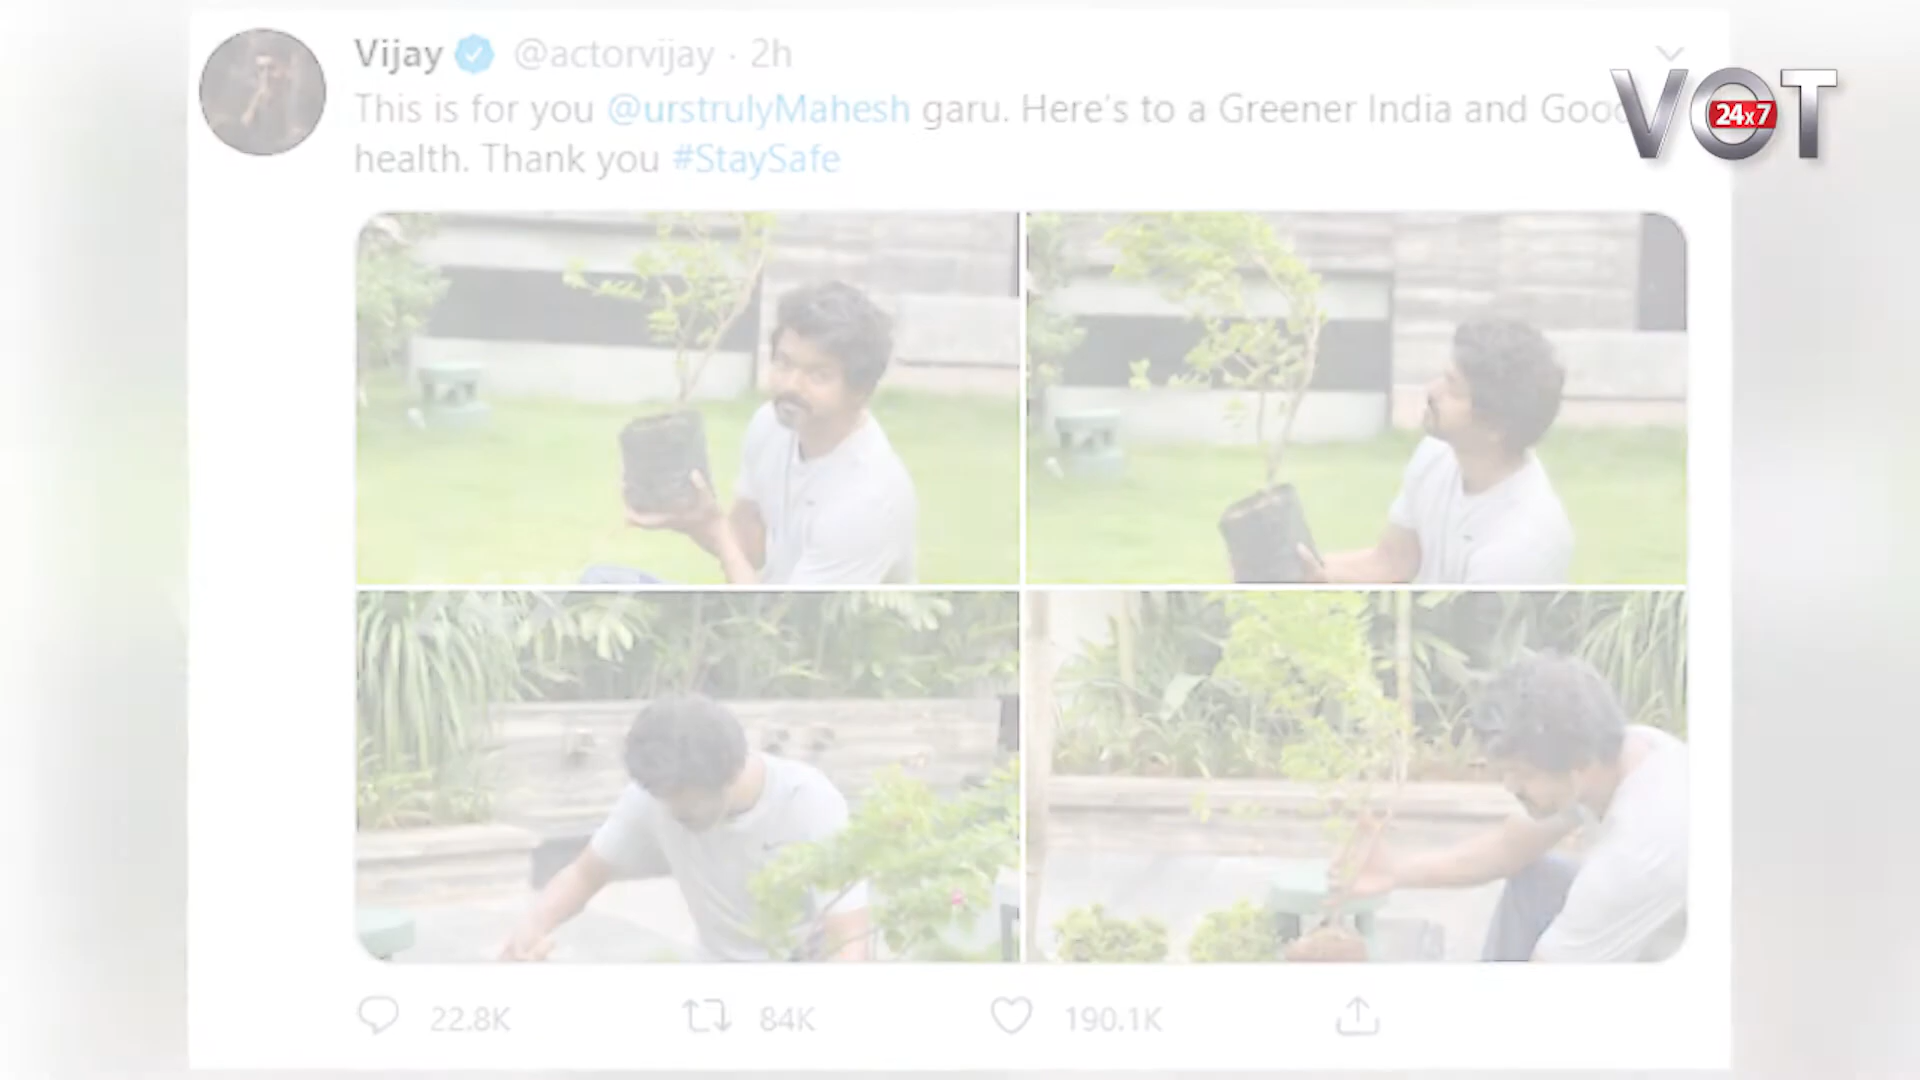 Vijay @actorvijay · 2h
This is for you @urstrulyMahesh garu. Here's to a Greener India and Good
health. Thank you #StaySafe
VOT
24x7
22.8K 84K 190.1K